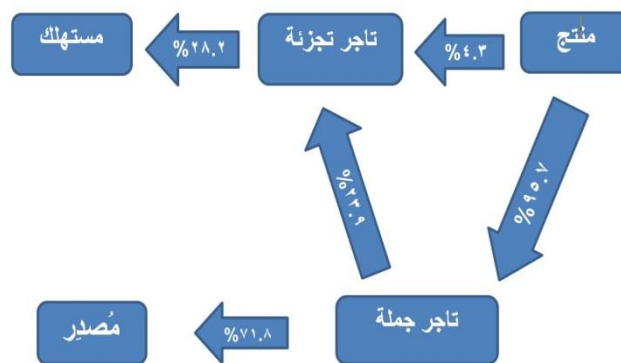 منتج
%٤.٣
تاجر تجزئة
%٢٨.٢
مستهلك
%٩٥.٧
%٢٣.٩
تاجر جملة
%٧١.٨
مُصدِر